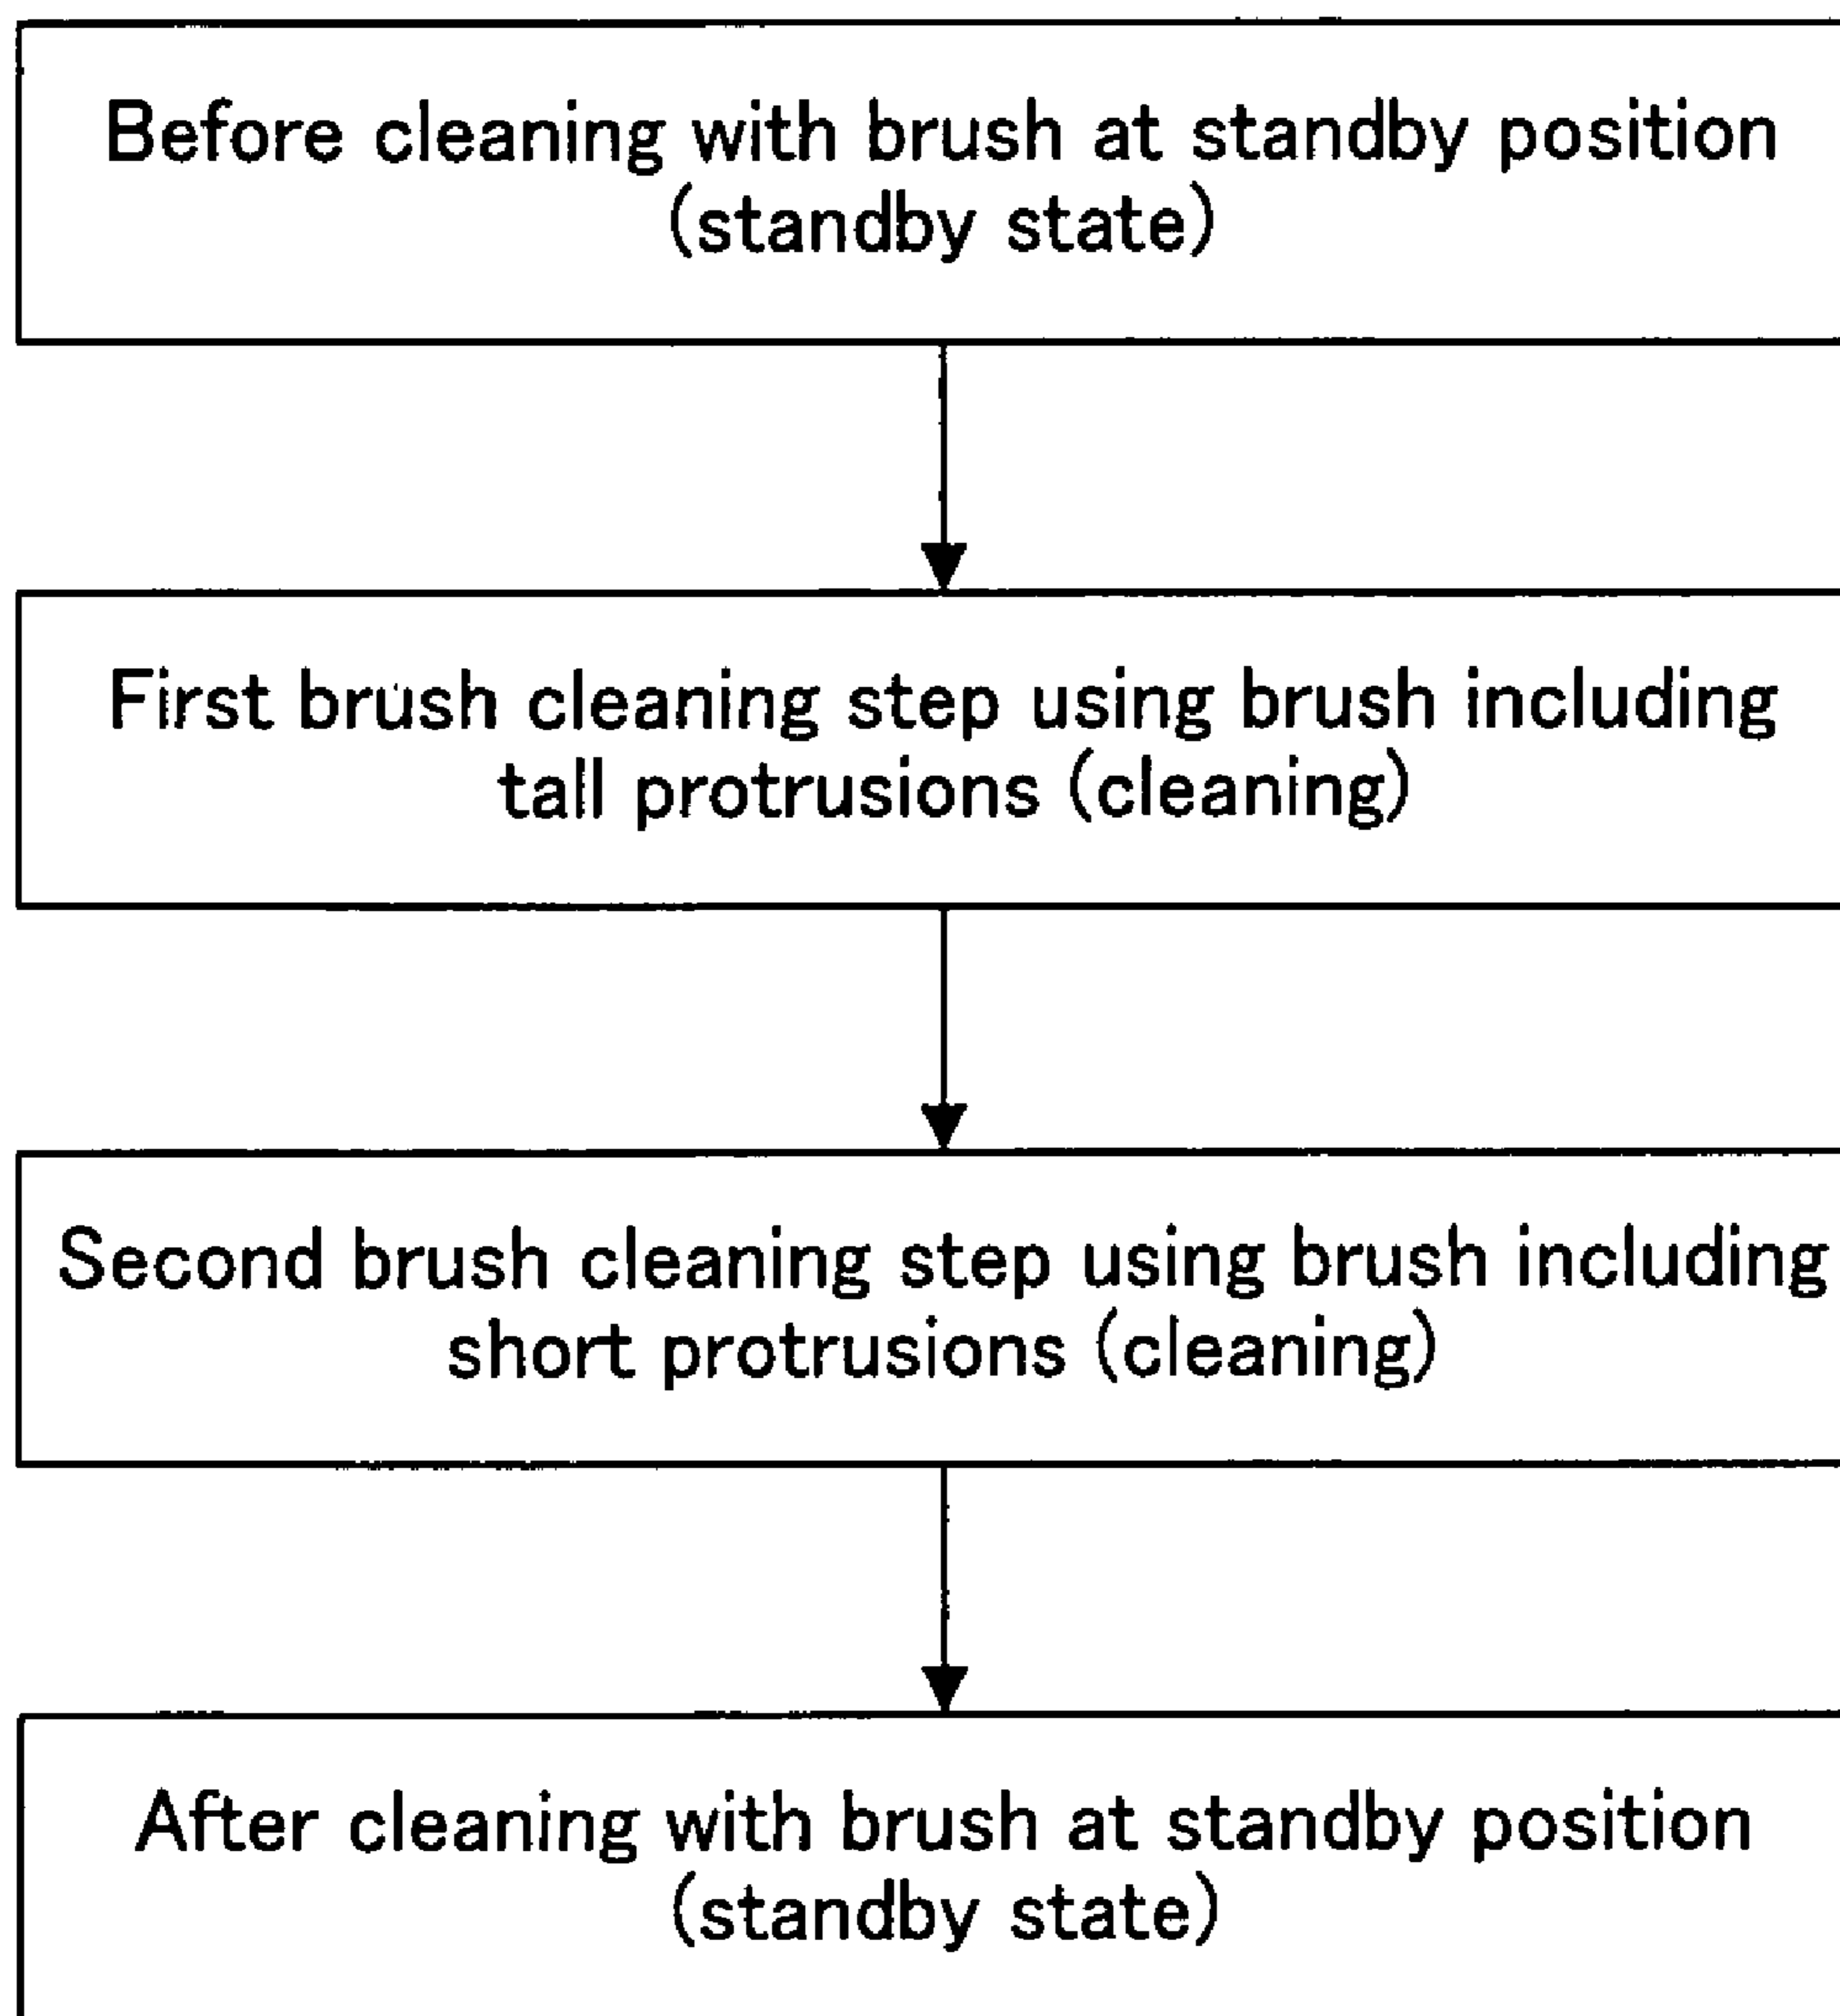 Before cleaning with brush at standby position
(standby state)
First brush cleaning step using brush including
tall protrusions (cleaning)
Second brush cleaning step using brush including
short protrusions (cleaning)
After cleaning with brush at standby position
(standby state)